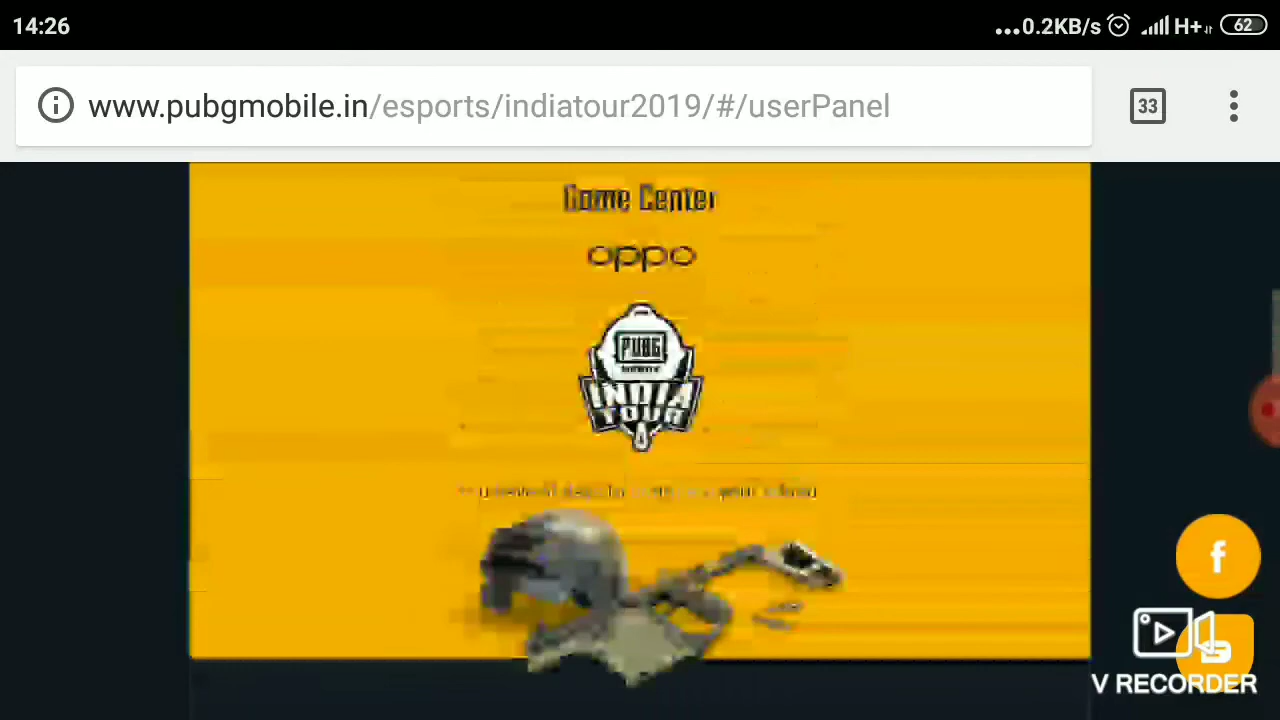 14:26
...0.2KB/s H+ 62
www.pubgmobile.in/esports/indiatour2019/#/userPanel
33
Game Center
oppo
PUBG
INDIA
TOUR
f
V RECORDER